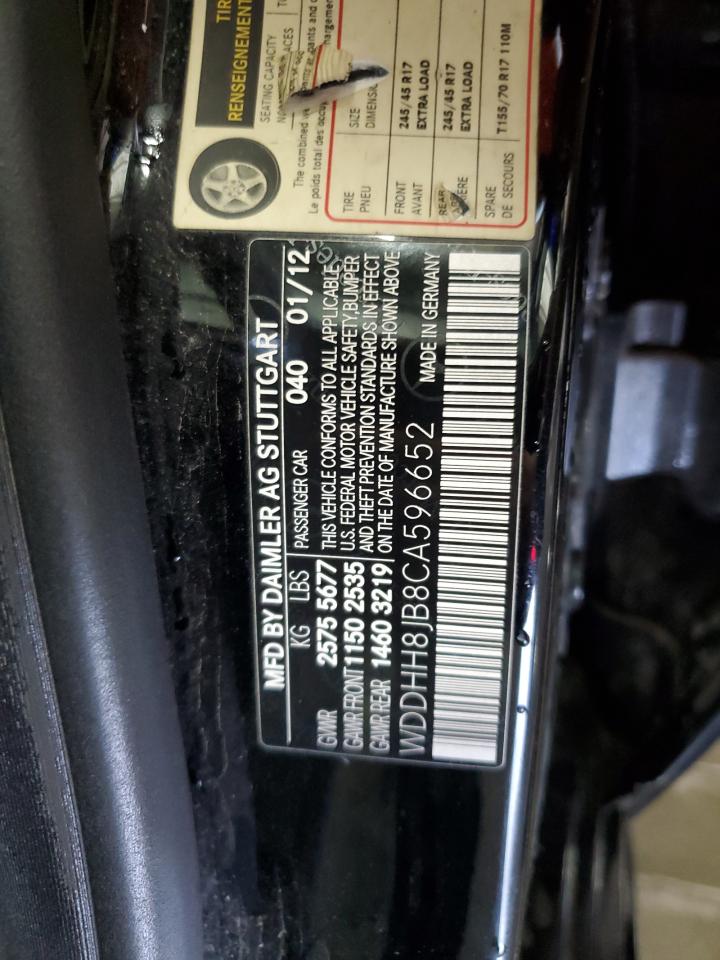 TIR
RENSEIGNEMENT
SEATING CAPACITY
The combined
Le poids total des
TIRE
PNEU
SIZE
FRONT
AVANT
245/45 R17
EXTRA LOAD
REAR
245/45 R17
EXTRA LOAD
SPARE
DE SECOURS
T155/70 R17 110M
MFD BY DAIMLER AG STUTTGART
KG LBS PASSENGER CAR 040 01/12
GVWR 2575 5677 THIS VEHICLE CONFORMS TO ALL APPLICABLE
GAWR FRONT 1150 2535 U.S. FEDERAL MOTOR VEHICLE SAFETY, BUMPER
GAWR REAR 1460 3219 AND THEFT PREVENTION STANDARDS IN EFFECT
ON THE DATE OF MANUFACTURE SHOWN ABOVE
WDDHH8JB8CA596652 MADE IN GERMANY